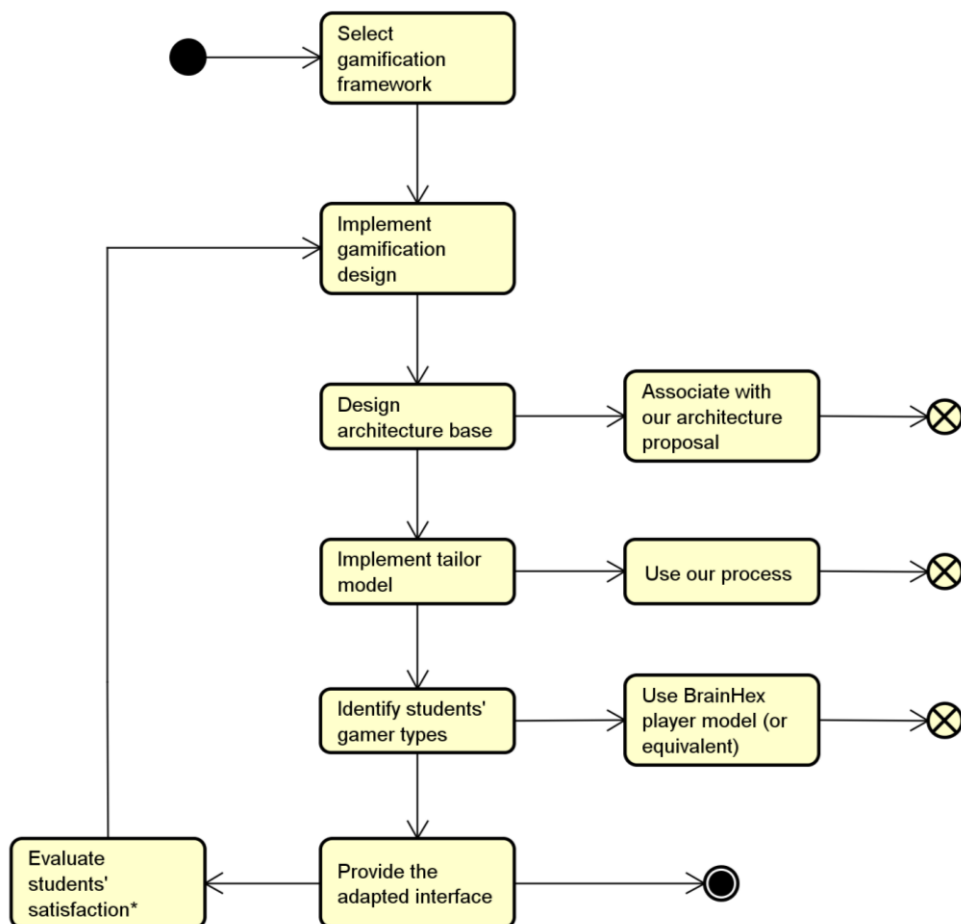 Select
gamification
framework
Implement
gamification
design
Design
architecture base
Associate with
our architecture
proposal
Implement tailor
model
Use our process
Identify students'
gamer types
Use BrainHex
player model (or
equivalent)
Evaluate
students'
satisfaction*
Provide the
adapted interface